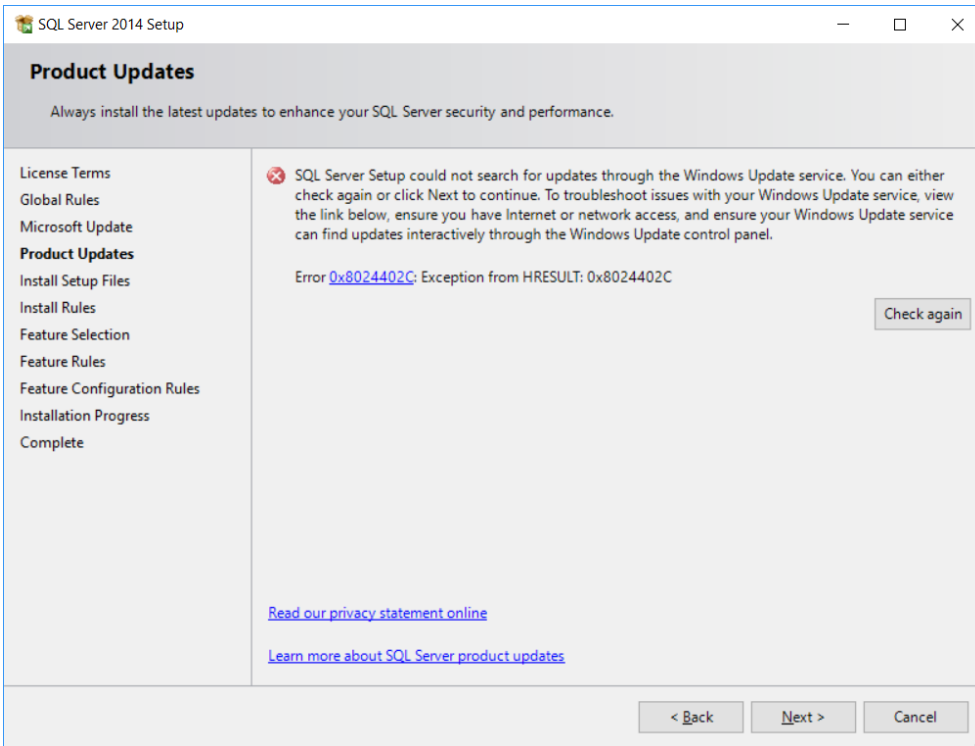 SQL Server 2014 Setup
Product Updates
Always install the latest updates to enhance your SQL Server security and performance.
License Terms
Global Rules
Microsoft Update
Product Updates
Install Setup Files
Install Rules
Feature Selection
Feature Rules
Feature Configuration Rules
Installation Progress
Complete
SQL Server Setup could not search for updates through the Windows Update service. You can either
check again or click Next to continue. To troubleshoot issues with your Windows Update service, view
the link below, ensure you have Internet or network access, and ensure your Windows Update service
can find updates interactively through the Windows Update control panel.
Error 0x8024402C: Exception from HRESULT: 0x8024402C
Check again
Read our privacy statement online
Learn more about SQL Server product updates
< Back
Next >
Cancel